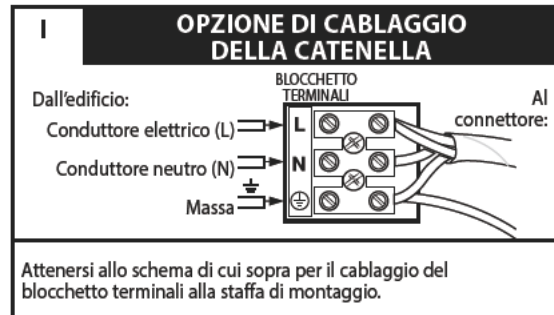 I
OPZIONE DI CABLAGGIO
DELLA CATENELLA
BLOCCHETTO
TERMINALI
Dall'edificio:
Al
connettore:
Conduttore elettrico (L)
L
Conduttore neutro (N)
N
Massa
Attenersi allo schema di cui sopra per il cablaggio del
blocchetto terminali alla staffa di montaggio.